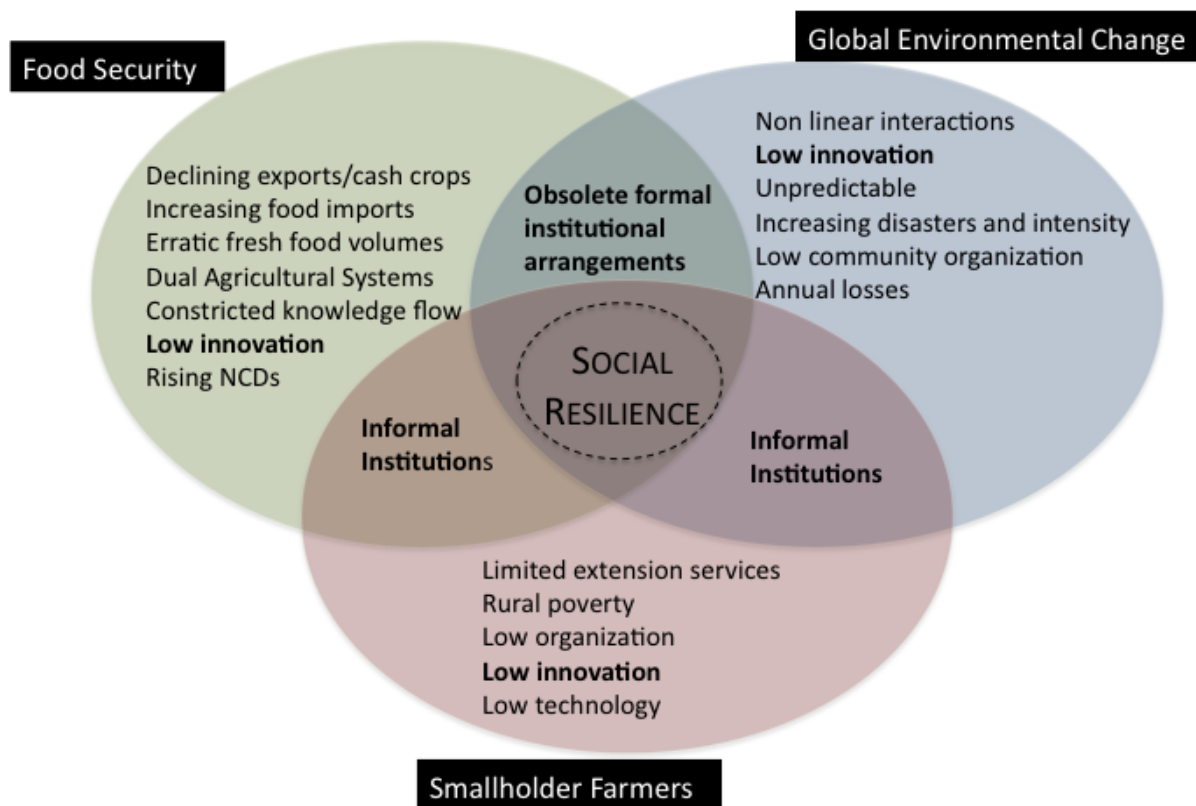 Food Security
Global Environmental Change
Declining exports/cash crops
Increasing food imports
Erratic fresh food volumes
Dual Agricultural Systems
Constricted knowledge flow
Low innovation
Rising NCDs
Obsolete formal
institutional
arrangements
Non linear interactions
Low innovation
Unpredictable
Increasing disasters and intensity
Low community organization
Annual losses
SOCIAL
RESILIENCE
Informal
Institutions
Informal
Institutions
Limited extension services
Rural poverty
Low organization
Low innovation
Low technology
Smallholder Farmers